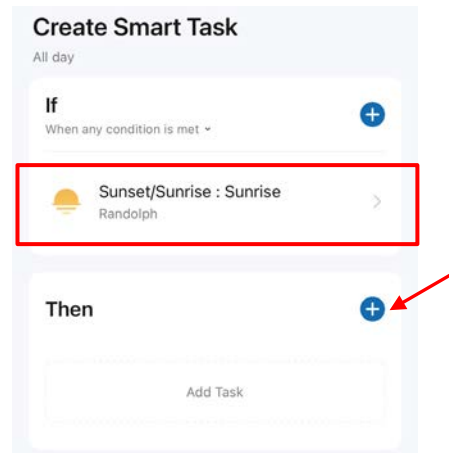 Create Smart Task
All day
If
When any condition is met
Sunset/Sunrise : Sunrise
Randolph
Then
Add Task